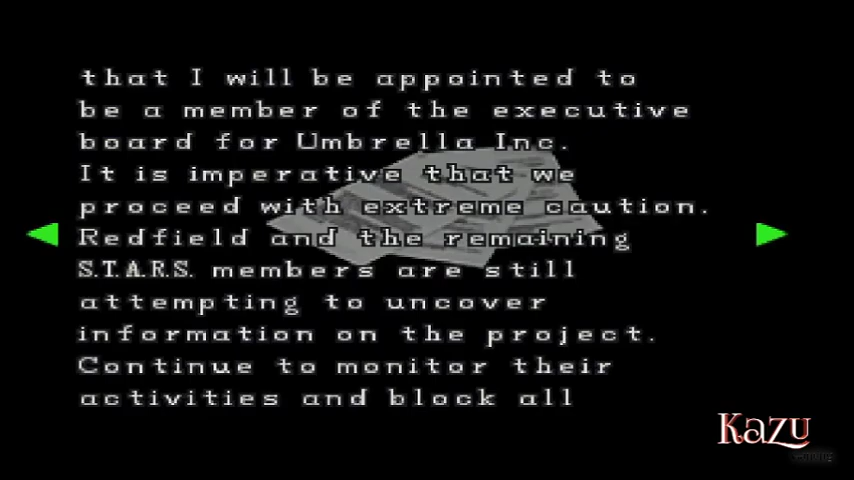 that I will be appointed to
be a member of the executive
board for Umbrella Inc.
It is imperative that we
proceed with extreme caution.
Redfield and the remaining
S.T.A.R.S. members are still
attempting to uncover
information on the project.
Continue to monitor their
activities and block all
Kazu